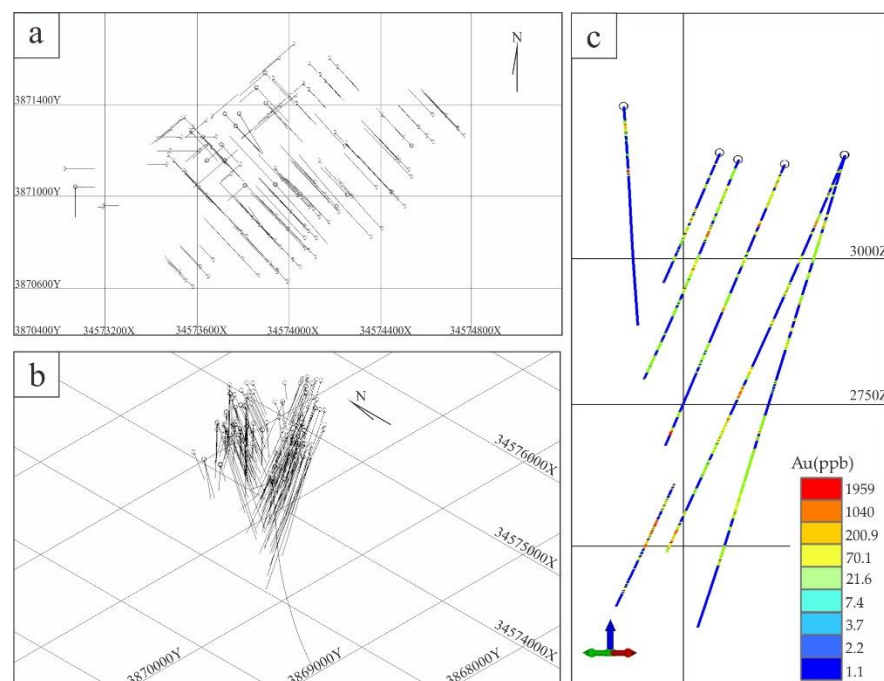 a
N
3871400Y
3871000Y
3870600Y
3870400Y
34573200X
34573600X
34574000X
34574400X
34574800X
b
N
34576000X
34575000X
34574000X
3870000Y
3869000Y
3868000Y
c
3000Z
2750Z
Au(ppb)
1959
1040
200.9
70.1
21.6
7.4
3.7
2.2
1.1